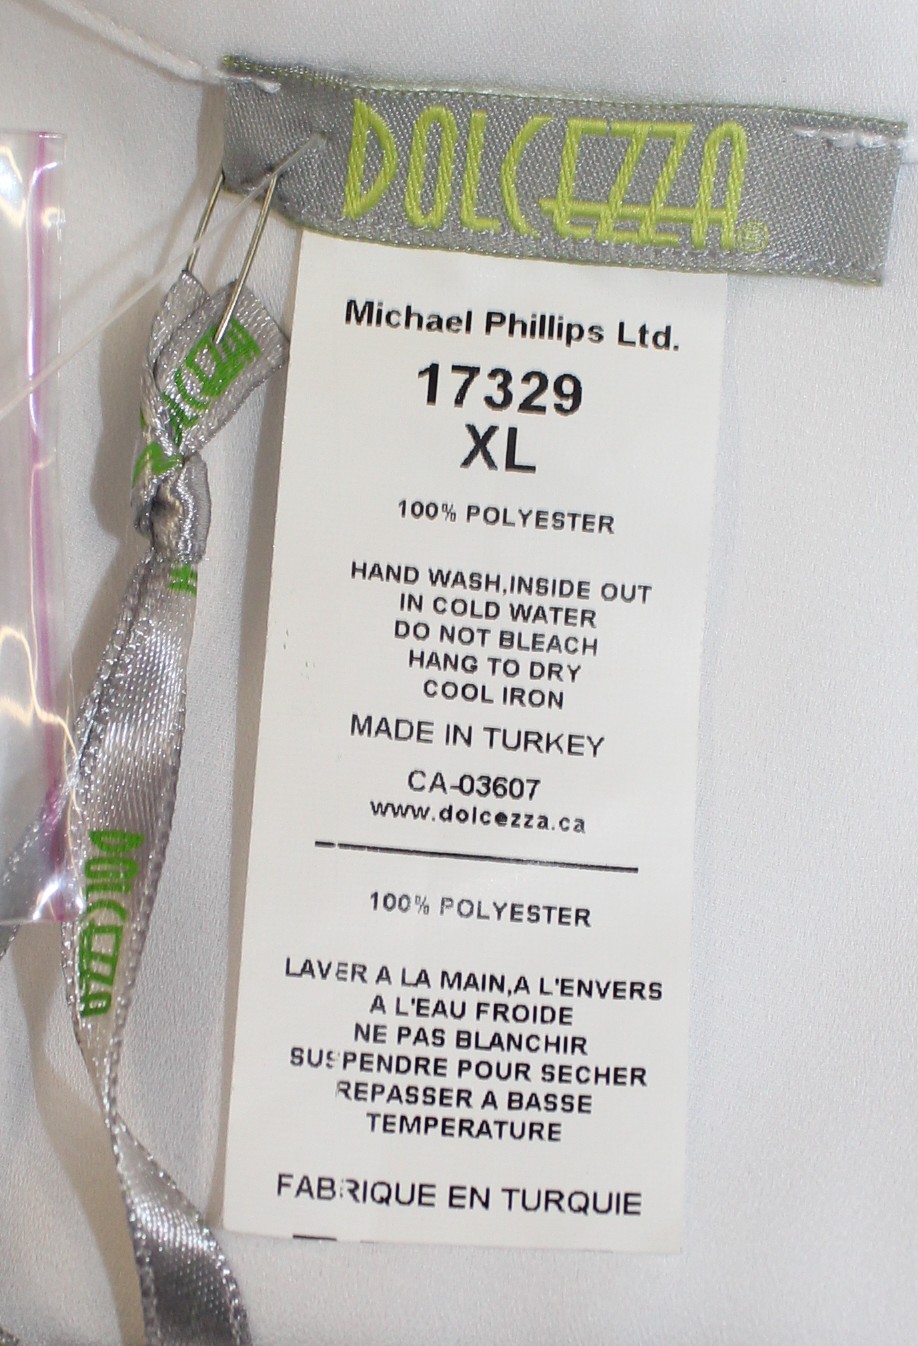 DOLCEZZA®
Michael Phillips Ltd.
17329
XL
100% POLYESTER
HAND WASH,INSIDE OUT
IN COLD WATER
DO NOT BLEACH
HANG TO DRY
COOL IRON
MADE IN TURKEY
CA-03607
www.dolcezza.ca
100% POLYESTER
LAVER A LA MAIN,A L'ENVERS
A L'EAU FROIDE
NE PAS BLANCHIR
SUSPENDRE POUR SECHER
REPASSER A BASSE
TEMPERATURE
FABRIQUE EN TURQUIE
DOLCEZZA
DOLCEZZA